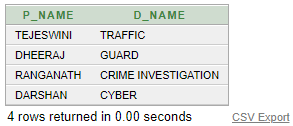 P_NAME D_NAME
TEJESWINI TRAFFIC
DHEERAJ GUARD
RANGANATH CRIME INVESTIGATION
DARSHAN CYBER
4 rows returned in 0.00 seconds CSV Export